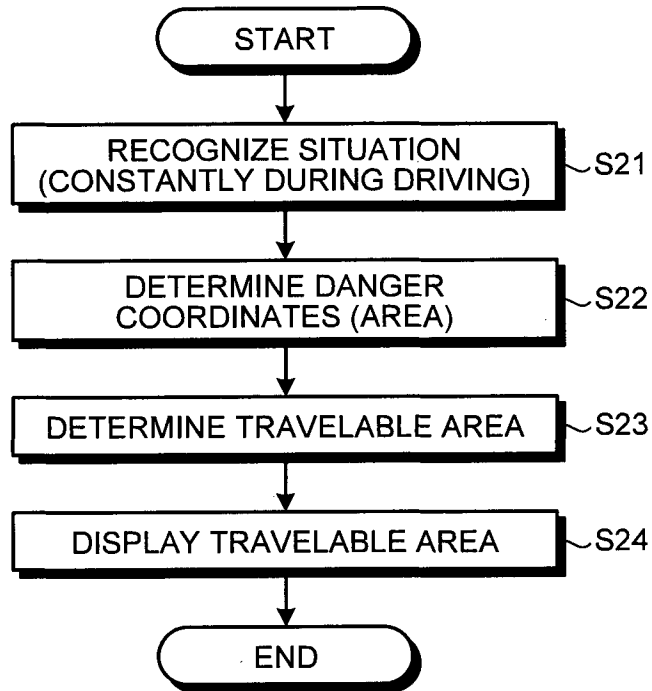 START
RECOGNIZE SITUATION
(CONSTANTLY DURING DRIVING)
S21
DETERMINE DANGER
COORDINATES (AREA)
S22
DETERMINE TRAVELABLE AREA
S23
DISPLAY TRAVELABLE AREA
S24
END